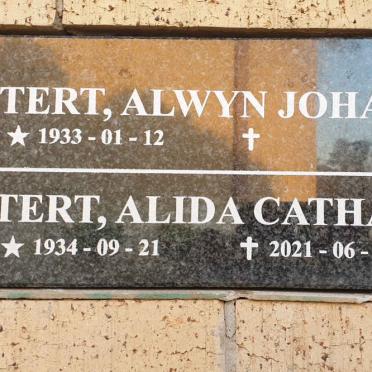 TERT, ALWYN JOHA
★ 1933 - 01 - 12 ✝
TERT, ALIDA CATHA
★ 1934 - 09 - 21 ✝ 2021 - 06 -